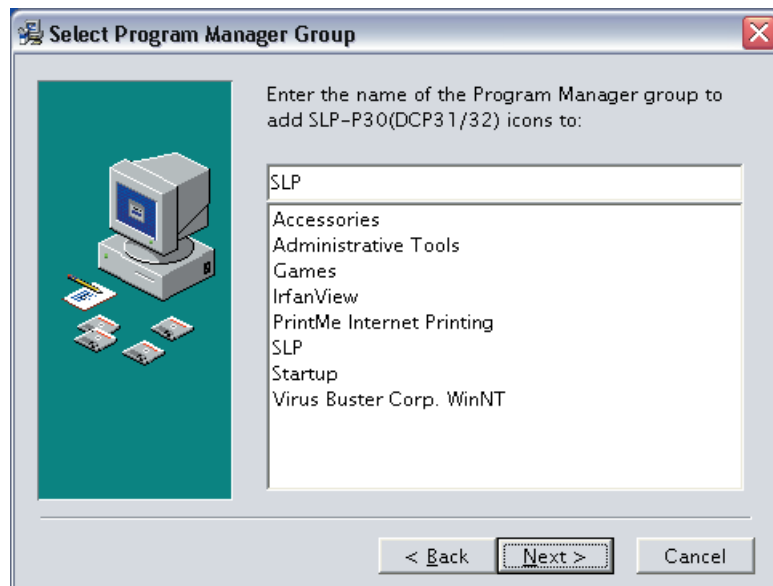 Select Program Manager Group
Enter the name of the Program Manager group to
add SLP-P30(DCP31/32) icons to:
SLP
Accessories
Administrative Tools
Games
IrfanView
PrintMe Internet Printing
SLP
Startup
Virus Buster Corp. WinNT
< Back
Next >
Cancel